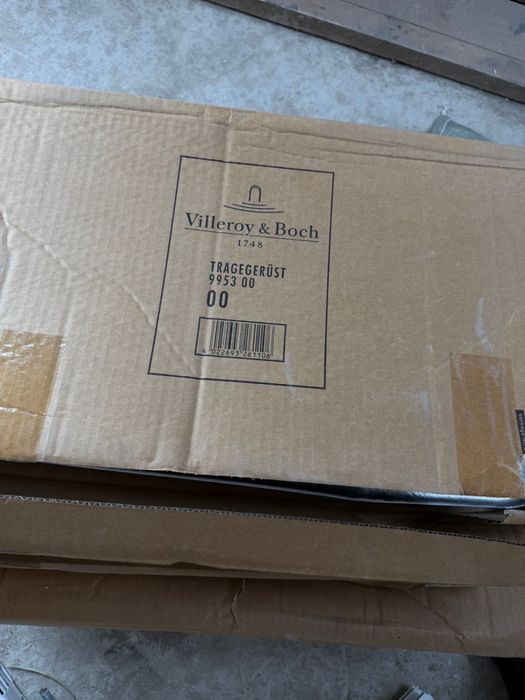 Villeroy & Boch
1748
TRAGEGERÜST
9953 00
00
4 022693 261106